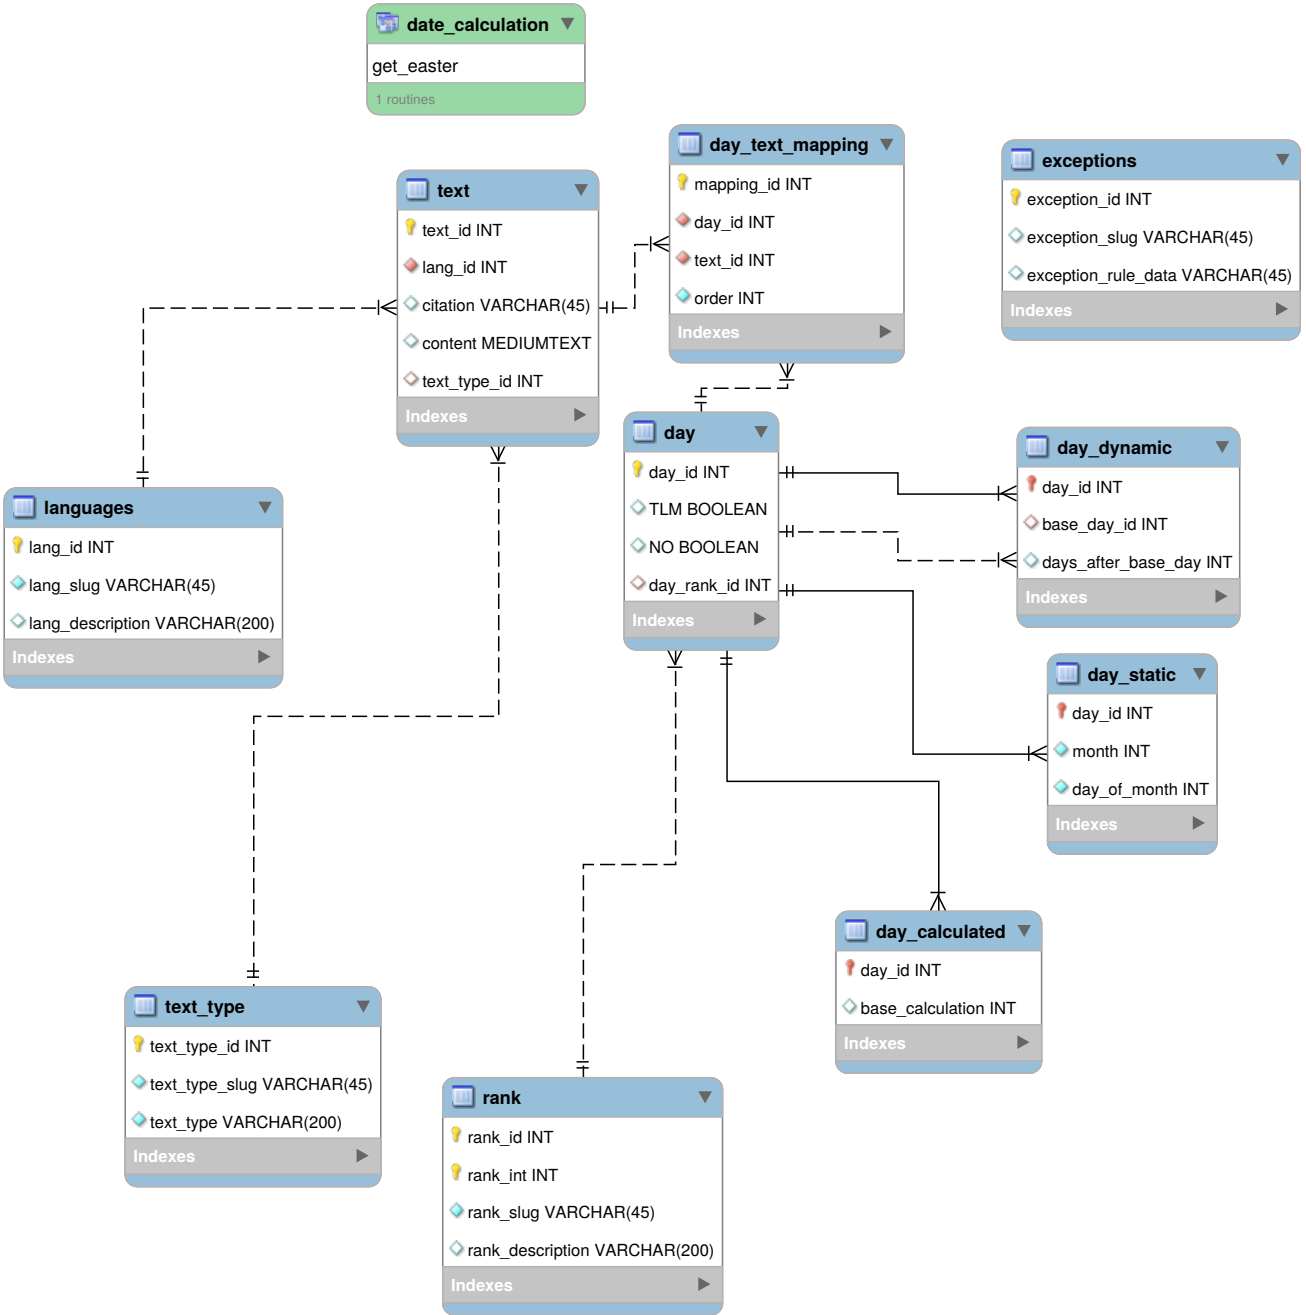 date_calculation
get_easter
1 routines
day_text_mapping
mapping_id INT
day_id INT
text_id INT
order INT
Indexes
exceptions
exception_id INT
exception_slug VARCHAR(45)
exception_rule_data VARCHAR(45)
Indexes
text
text_id INT
lang_id INT
citation VARCHAR(45)
content MEDIUMTEXT
text_type_id INT
Indexes
day
day_id INT
TLM BOOLEAN
NO BOOLEAN
day_rank_id INT
Indexes
day_dynamic
day_id INT
base_day_id INT
days_after_base_day INT
Indexes
languages
lang_id INT
lang_slug VARCHAR(45)
lang_description VARCHAR(200)
Indexes
day_static
day_id INT
month INT
day_of_month INT
Indexes
day_calculated
day_id INT
base_calculation INT
Indexes
text_type
text_type_id INT
text_type_slug VARCHAR(45)
text_type VARCHAR(200)
Indexes
rank
rank_id INT
rank_int INT
rank_slug VARCHAR(45)
rank_description VARCHAR(200)
Indexes